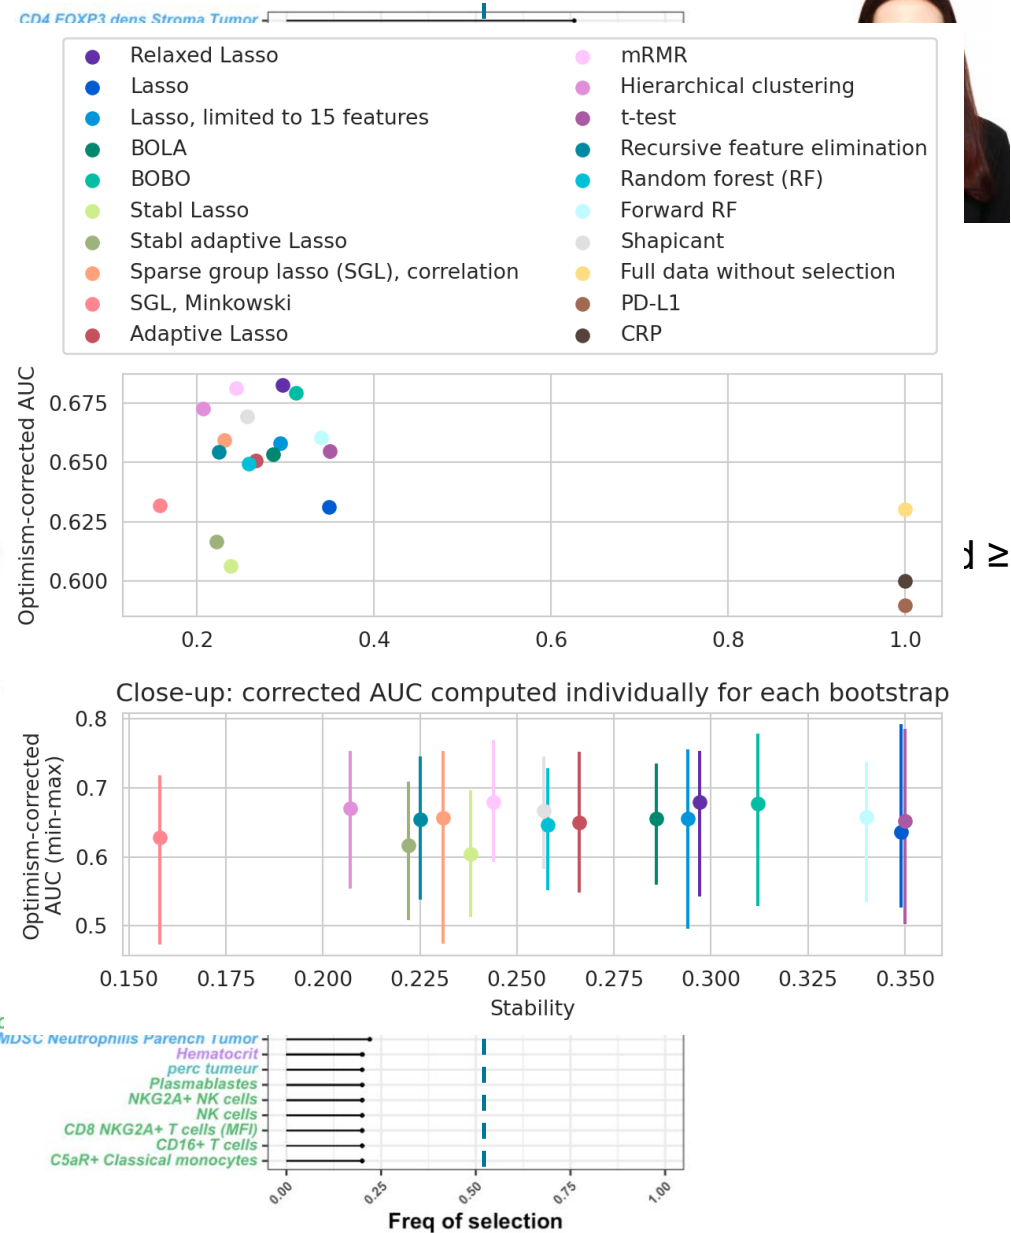 CD4 FOXP3 dens Stroma Tumor
Relaxed Lasso
Lasso
Lasso, limited to 15 features
BOLA
BOBO
Stabl Lasso
Stabl adaptive Lasso
Sparse group lasso (SGL), correlation
SGL, Minkowski
Adaptive Lasso
mRMR
Hierarchical clustering
t-test
Recursive feature elimination
Random forest (RF)
Forward RF
Shapicant
Full data without selection
PD-L1
CRP
Optimism-corrected AUC
0.675
0.650
0.625
0.600
0.2 0.4 0.6 0.8 1.0
≥
Close-up: corrected AUC computed individually for each bootstrap
Optimism-corrected
AUC (min-max)
0.8
0.7
0.6
0.5
0.150 0.175 0.200 0.225 0.250 0.275 0.300 0.325 0.350
Stability
MDSC Neutrophilis Parench Tumor
Hematocrit
perc tumeur
Plasmablastes
NKG2A+ NK cells
NK cells
CD8 NKG2A+ T cells (MFI)
CD16+ T cells
C5aR+ Classical monocytes
0.00 0.25 0.50 0.75 1.00
Freq of selection